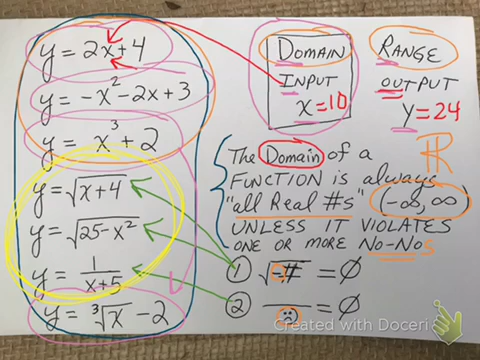 y = 2x+4
y = -x² - 2x + 3
y = x³ + 2
y = √(x+4)
y = √(25-x²)
y = 1/(x+5)
y = ³√x - 2
DOMAIN
INPUT
x = 10
RANGE
OUTPUT
y = 24
ℝ
The Domain of a
FUNCTION is always
"all Real #s" (-∞, ∞)
UNLESS IT VIOLATES
ONE OR MORE NO-NOs
① √-# = ∅
② — = ∅
Created with Doceri